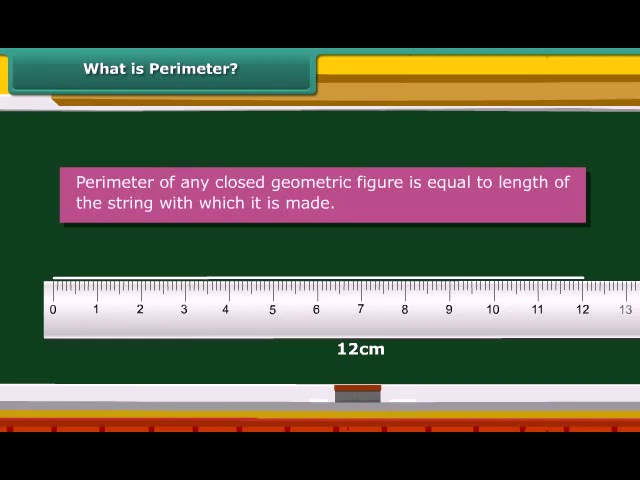 What is Perimeter?
Perimeter of any closed geometric figure is equal to length of
the string with which it is made.
0 1 2 3 4 5 6 7 8 9 10 11 12 13
12cm